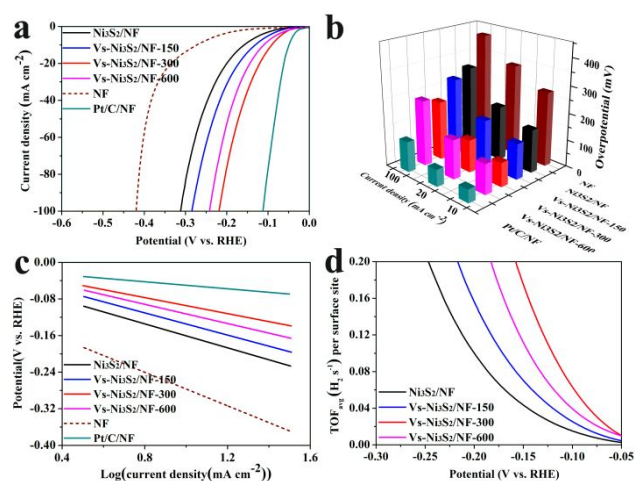 a
Ni3S2/NF
Vs-Ni3S2/NF-150
Vs-Ni3S2/NF-300
Vs-Ni3S2/NF-600
NF
Pt/C/NF
Current density (mA cm⁻²)
0
-20
-40
-60
-80
-100
-0.6 -0.5 -0.4 -0.3 -0.2 -0.1 0.0
Potential (V vs. RHE)
b
400
300
200
100
0
Overpotential (mV)
100
20
10
Current density (mA cm⁻²)
NF
Ni3S2/NF
Vs-Ni3S2/NF-150
Vs-Ni3S2/NF-300
Vs-Ni3S2/NF-600
Pt/C/NF
c
0.00
-0.08
-0.16
-0.24
-0.32
-0.40
Potential(V vs. RHE)
Ni3S2/NF
Vs-Ni3S2/NF-150
Vs-Ni3S2/NF-300
Vs-Ni3S2/NF-600
NF
Pt/C/NF
0.4 0.8 1.2 1.6
Log(current density(mA cm⁻²)
d
0.20
0.16
0.12
0.08
0.04
0.00
TOFavg (H2 s⁻¹) per surface site
Ni3S2/NF
Vs-Ni3S2/NF-150
Vs-Ni3S2/NF-300
Vs-Ni3S2/NF-600
-0.30 -0.25 -0.20 -0.15 -0.10 -0.05
Potential (V vs. RHE)